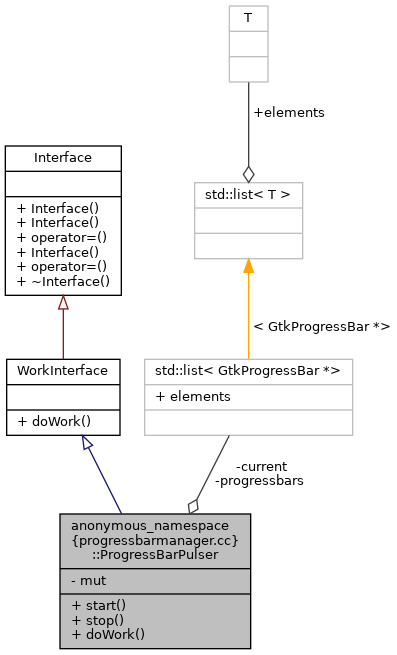 T
+elements
Interface
+ Interface()
+ Interface()
+ operator=()
+ Interface()
+ operator=()
+ ~Interface()
std::list< T >
< GtkProgressBar *>
WorkInterface
+ doWork()
std::list< GtkProgressBar *>
+ elements
-current
-progressbars
anonymous_namespace
{progressbarmanager.cc}
::ProgressBarPulser
- mut
+ start()
+ stop()
+ doWork()